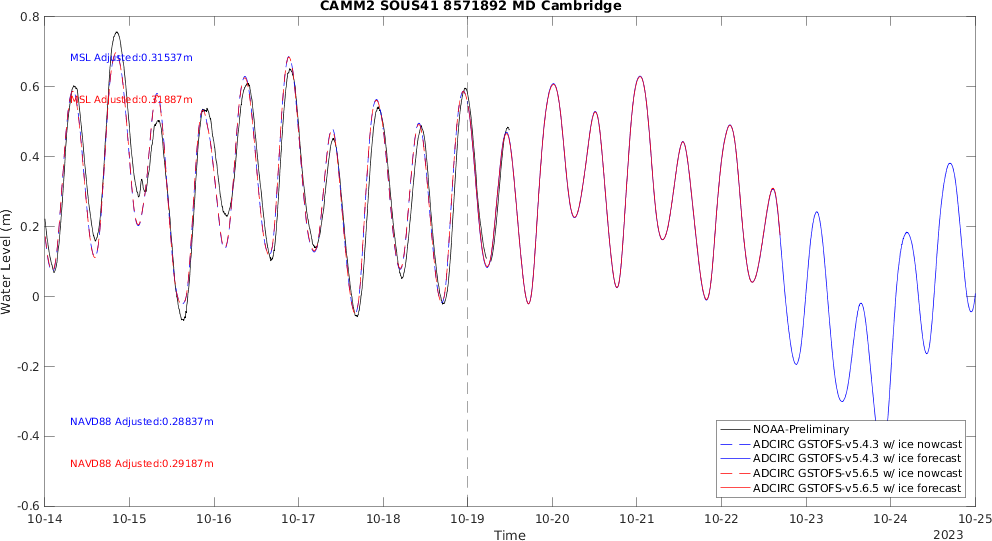 CAMM2 SOUS41 8571892 MD Cambridge
0.8
MSL Adjusted:0.31537m
0.6
MSL Adjusted:0.31887m
0.4
0.2
Water Level (m)
0
-0.2
NAVD88 Adjusted:0.28837m
-0.4
NOAA-Preliminary
ADCIRC GSTOFS-v5.4.3 w/ ice nowcast
NAVD88 Adjusted:0.29187m
ADCIRC GSTOFS-v5.4.3 w/ ice forecast
ADCIRC GSTOFS-v5.6.5 w/ ice nowcast
ADCIRC GSTOFS-v5.6.5 w/ ice forecast
-0.6
10-14 10-15 10-16 10-17 10-18 10-19 10-20 10-21 10-22 10-23 10-24 10-25
Time
2023